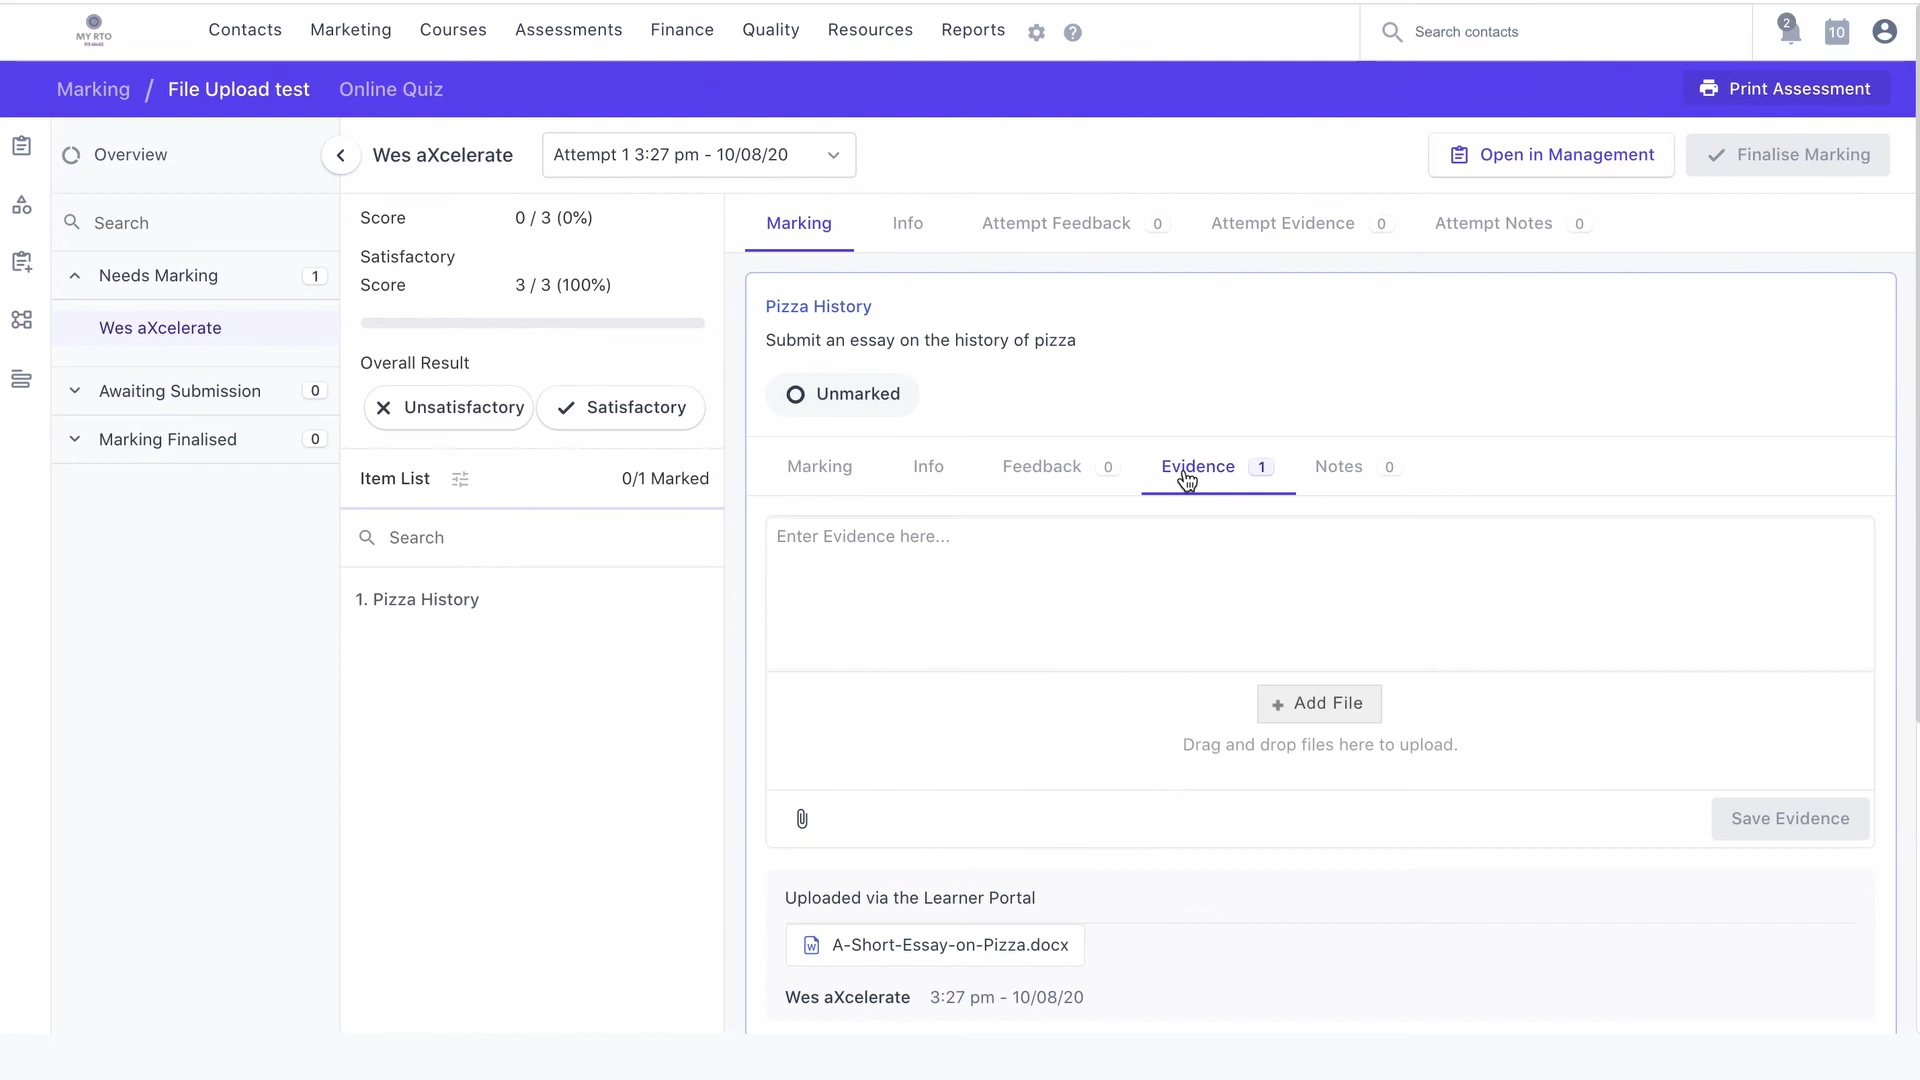 MY RTO
Contacts
Marketing
Courses
Assessments
Finance
Quality
Resources
Reports
Search contacts
2
10
Marking / File Upload test
Online Quiz
Print Assessment
Overview
Search
Needs Marking 1
Wes aXcelerate
Awaiting Submission 0
Marking Finalised 0
Wes aXcelerate
Attempt 1 3:27 pm - 10/08/20
Open in Management
Finalise Marking
Score 0 / 3 (0%)
Satisfactory
Score 3 / 3 (100%)
Overall Result
Unsatisfactory
Satisfactory
Item List
0/1 Marked
Search
1. Pizza History
Marking
Info
Attempt Feedback 0
Attempt Evidence 0
Attempt Notes 0
Pizza History
Submit an essay on the history of pizza
Unmarked
Marking
Info
Feedback 0
Evidence 1
Notes 0
Enter Evidence here...
+ Add File
Drag and drop files here to upload.
Save Evidence
Uploaded via the Learner Portal
A-Short-Essay-on-Pizza.docx
Wes aXcelerate 3:27 pm - 10/08/20